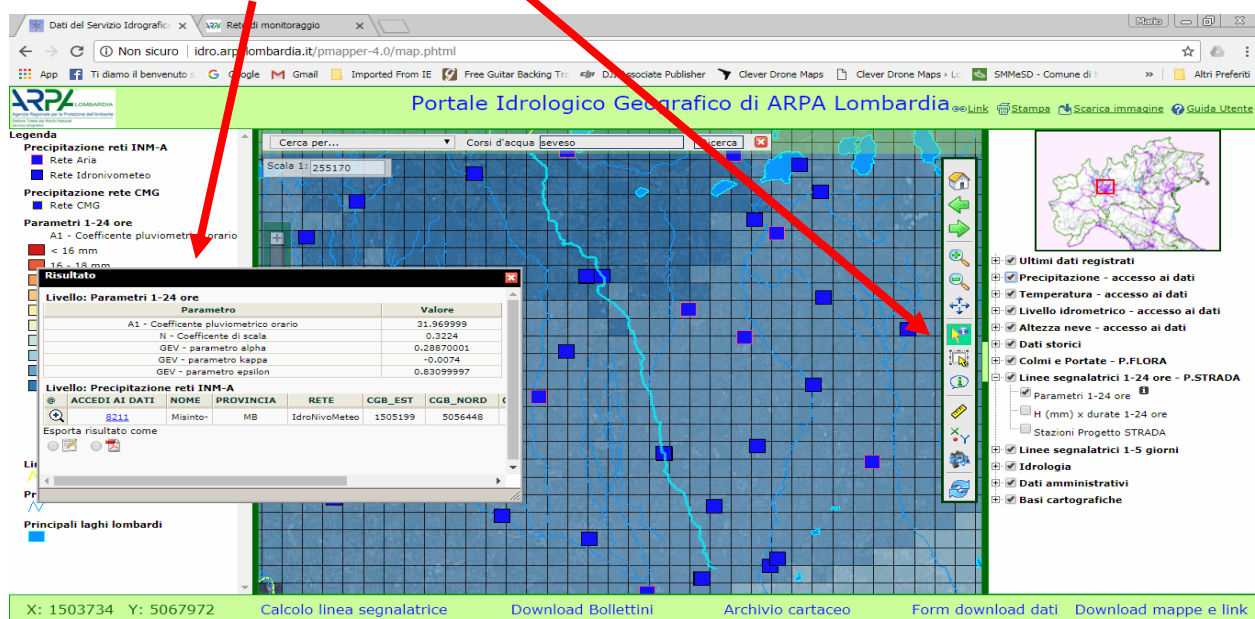 Dati del Servizio Idrografic
Rete di monitoraggio
Mario
Non sicuro | idro.arpalombardia.it/pmapper-4.0/map.phtml
App Ti diamo il benvenuto s Google Gmail Imported From IE Free Guitar Backing Tra DJI Associate Publisher Clever Drone Maps Clever Drone Maps › Lo SMMeSD - Comune di » Altri Preferiti
ARPA LOMBARDIA
Agenzia Regionale per la Protezione dell'Ambiente
Portale Idrologico Geografico di ARPA Lombardia
Link Stampa Scarica immagine Guida Utente
Legenda
Precipitazione reti INM-A
Rete Aria
Rete Idronivometeo
Precipitazione rete CMG
Rete CMG
Parametri 1-24 ore
A1 - Coefficente pluviometrico orario
< 16 mm
16 - 18 mm
Cerca per... Corsi d'acqua seveso Ricerca
Scala 1: 255170
Risultato
Livello: Parametri 1-24 ore
Parametro Valore
A1 - Coefficente pluviometrico orario 31.969999
N - Coefficente di scala 0.3224
GEV - parametro alpha 0.28870001
GEV - parametro kappa -0.0074
GEV - parametro epsilon 0.83099997
Livello: Precipitazione reti INM-A
@ ACCEDI AI DATI NOME PROVINCIA RETE CGB_EST CGB_NORD
8211 Misinto- MB IdroNivoMeteo 1505199 5056448
Esporta risultato come
Li
Pr
Principali laghi lombardi
Ultimi dati registrati
Precipitazione - accesso ai dati
Temperatura - accesso ai dati
Livello idrometrico - accesso ai dati
Altezza neve - accesso ai dati
Dati storici
Colmi e Portate - P.FLORA
Linee segnalatrici 1-24 ore - P.STRADA
Parametri 1-24 ore
H (mm) x durate 1-24 ore
Stazioni Progetto STRADA
Linee segnalatrici 1-5 giorni
Idrologia
Dati amministrativi
Basi cartografiche
X: 1503734 Y: 5067972 Calcolo linea segnalatrice Download Bollettini Archivio cartaceo Form download dati Download mappe e link